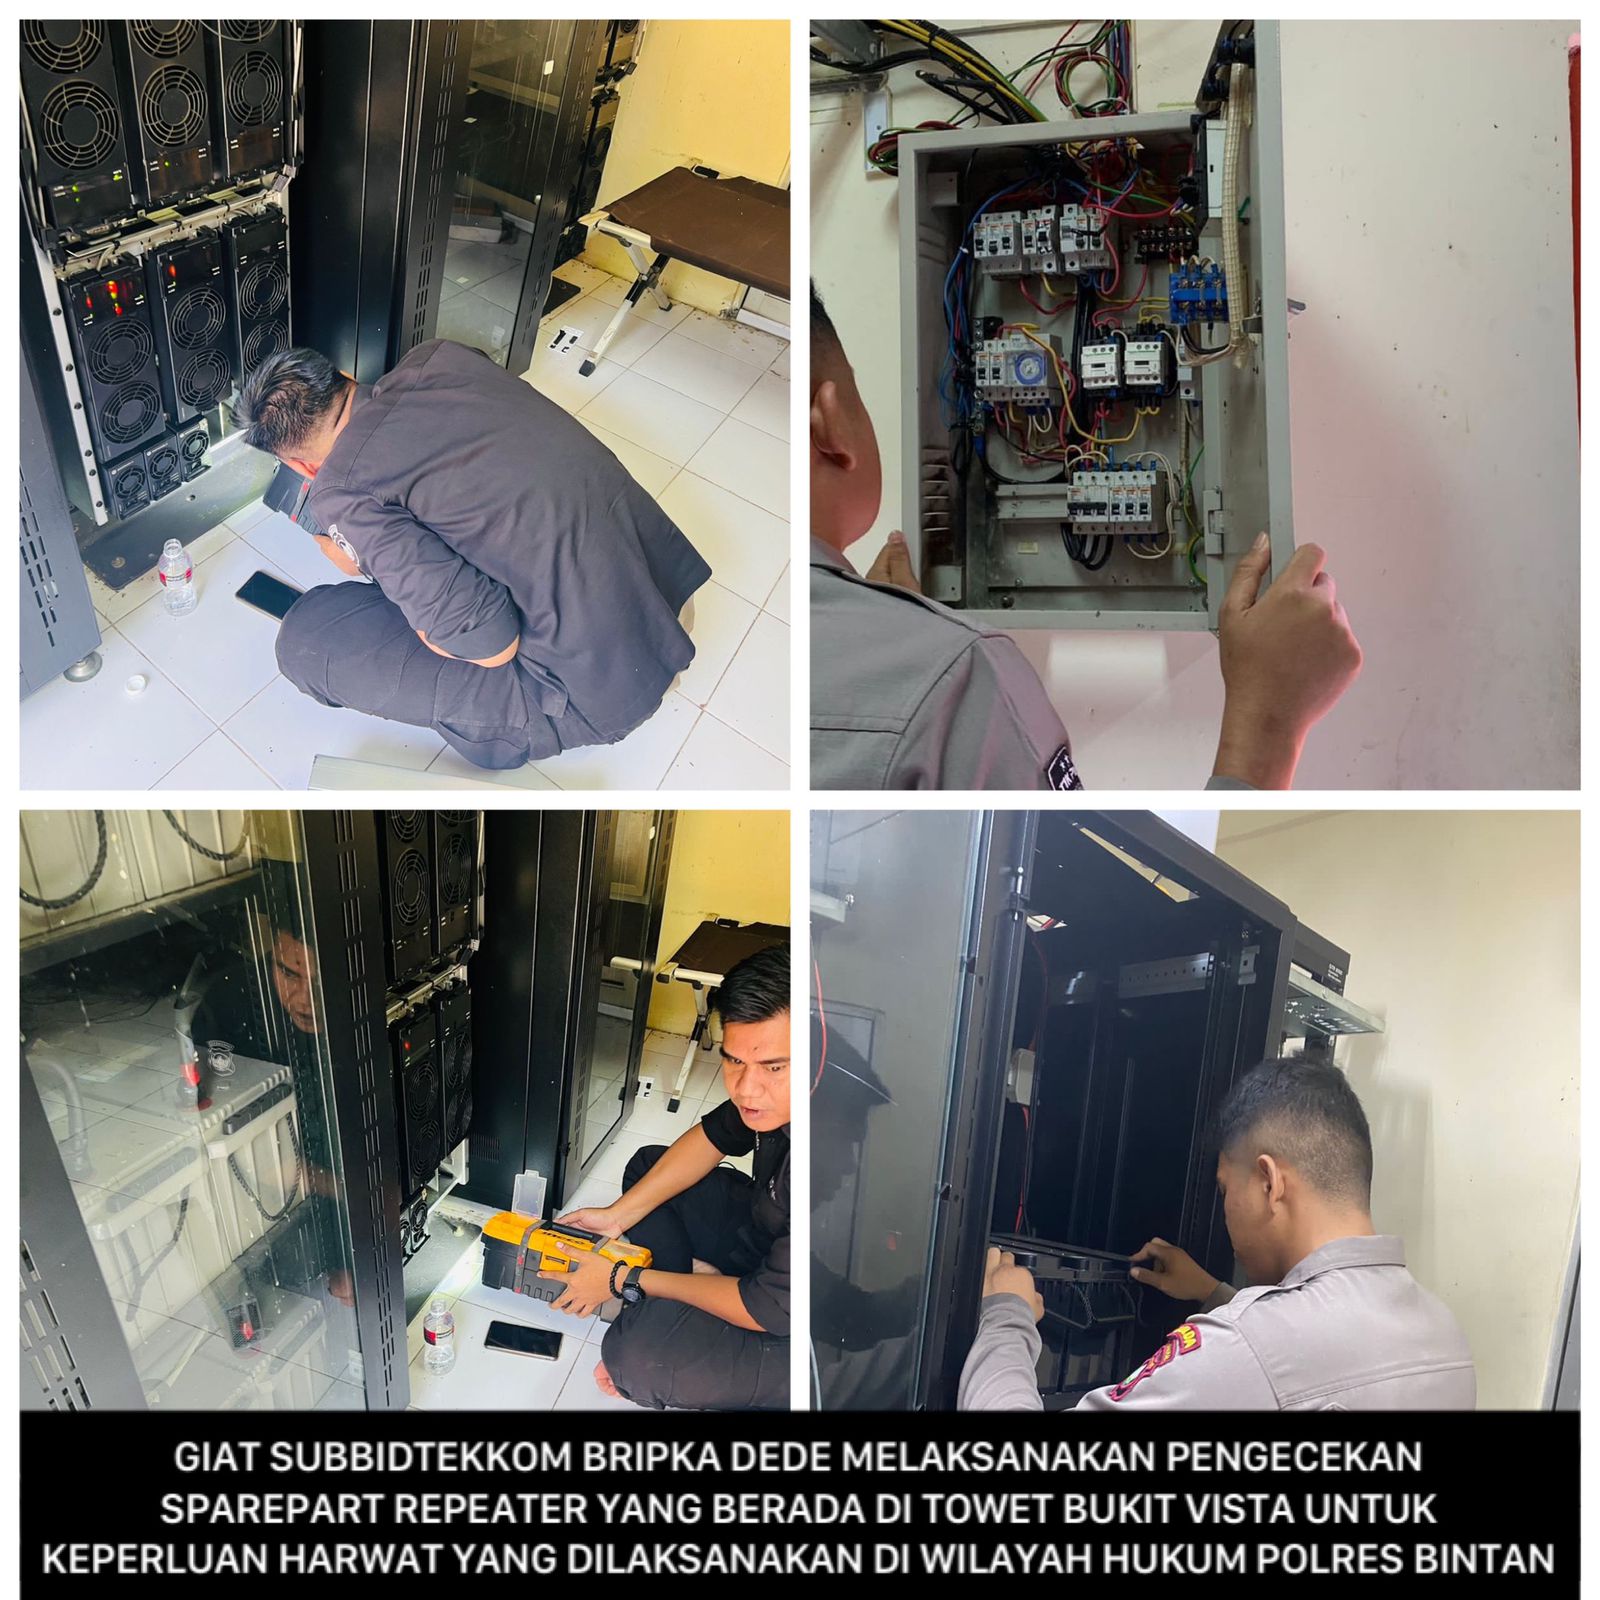 GIAT SUBBIDTEKKOM BRIPKA DEDE MELAKSANAKAN PENGECEKAN
SPAREPART REPEATER YANG BERADA DI TOWET BUKIT VISTA UNTUK
KEPERLUAN HARWAT YANG DILAKSANAKAN DI WILAYAH HUKUM POLRES BINTAN